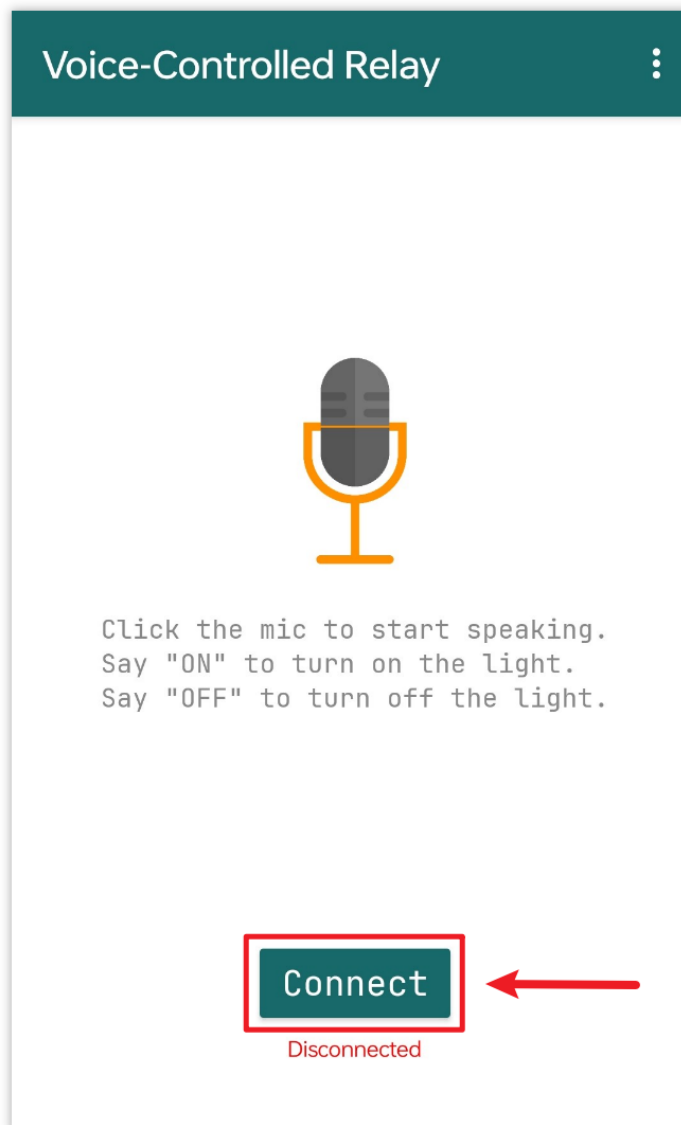 Voice-Controlled Relay
Click the mic to start speaking.
Say "ON" to turn on the light.
Say "OFF" to turn off the light.
Connect
Disconnected